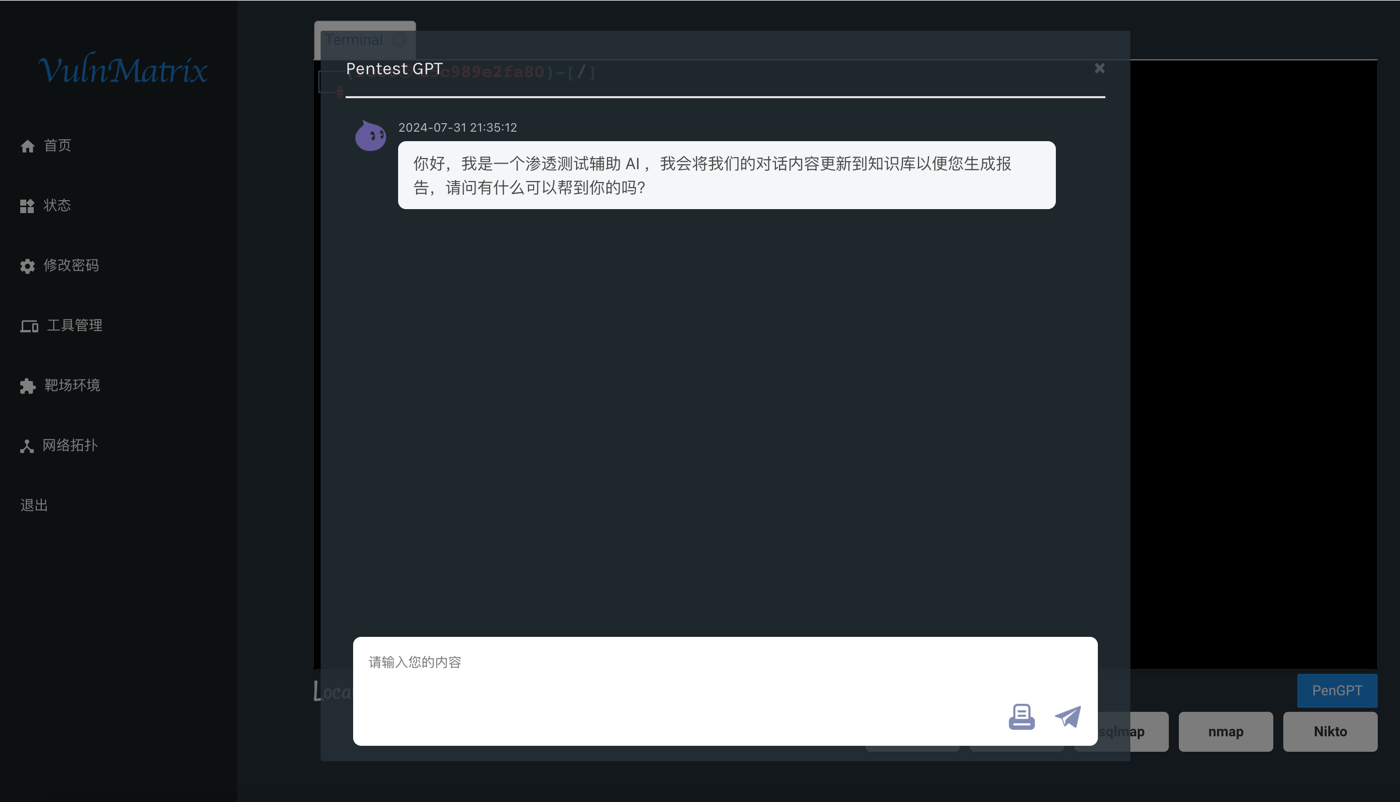 VulnMatrix
首页
状态
修改密码
工具管理
靶场环境
网络拓扑
退出
Terminal
c989e2fa80)-[/]
Pentest GPT
2024-07-31 21:35:12
你好，我是一个渗透测试辅助 AI ，我会将我们的对话内容更新到知识库以便您生成报
告，请问有什么可以帮到你的吗?
请输入您的内容
Loca
PenGPT
sqlmap
nmap
Nikto